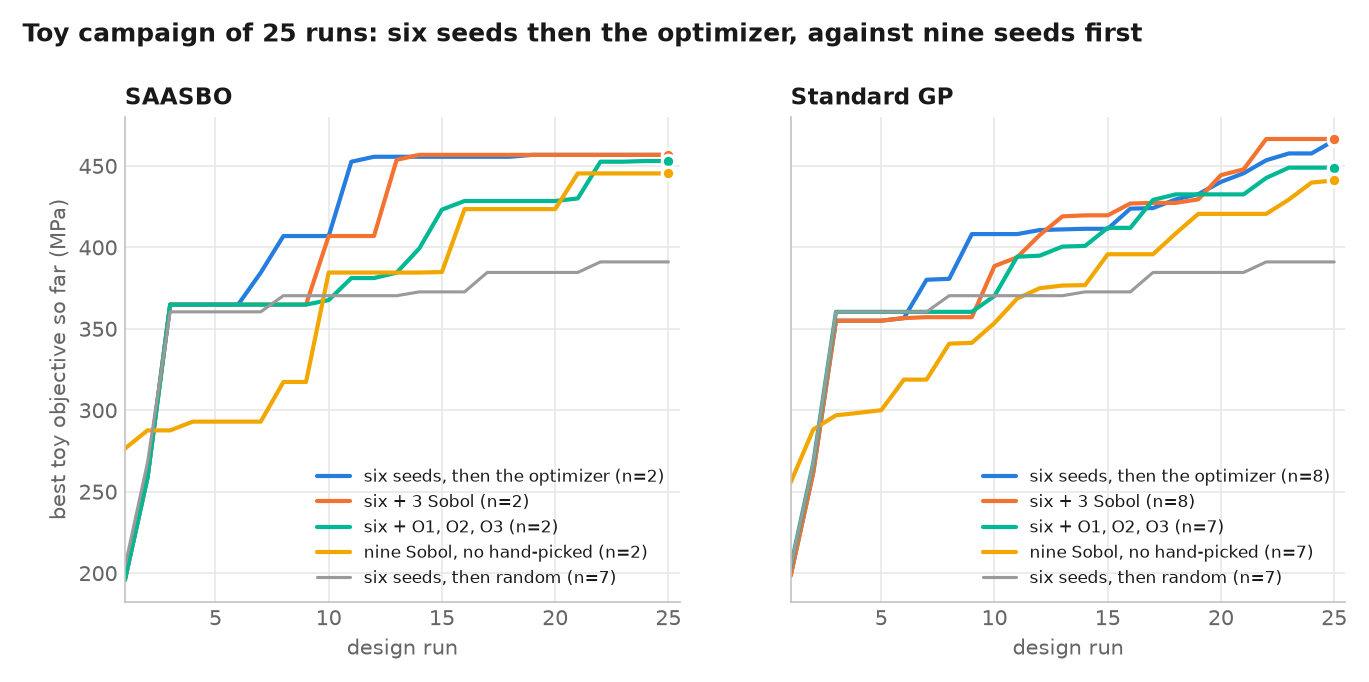 Toy campaign of 25 runs: six seeds then the optimizer, against nine seeds first
SAASBO
best toy objective so far (MPa)
450
400
350
300
250
200
six seeds, then the optimizer (n=2)
six + 3 Sobol (n=2)
six + O1, O2, O3 (n=2)
nine Sobol, no hand-picked (n=2)
six seeds, then random (n=7)
5 10 15 20 25
design run
Standard GP
six seeds, then the optimizer (n=8)
six + 3 Sobol (n=8)
six + O1, O2, O3 (n=7)
nine Sobol, no hand-picked (n=7)
six seeds, then random (n=7)
5 10 15 20 25
design run